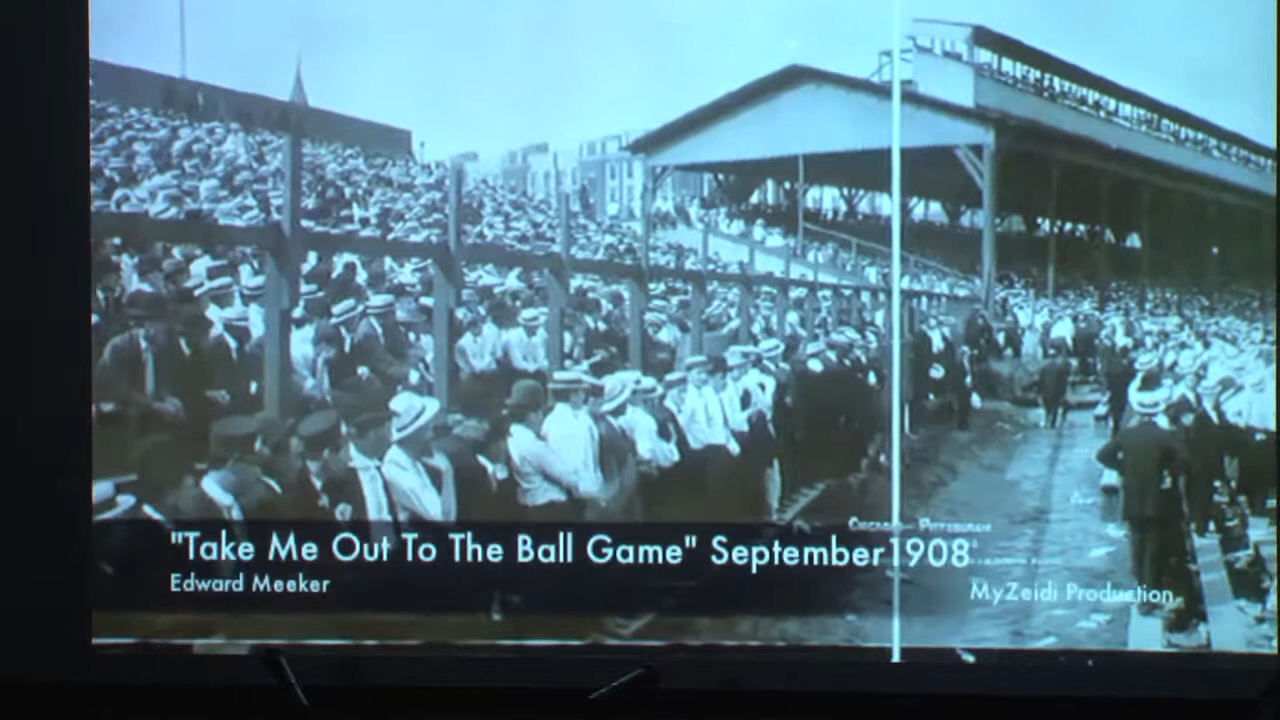 Chicago - Pittsburgh
"Take Me Out To The Ball Game" September 1908
Edward Meeker
MyZeidi Production